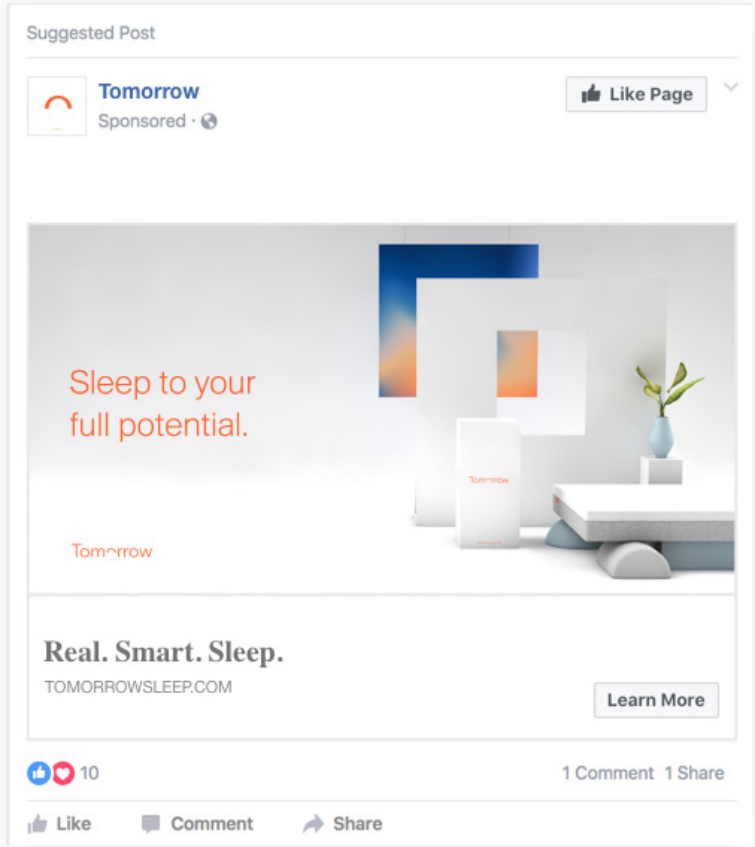 Suggested Post
Tomorrow
Sponsored ·
Like Page
Sleep to your
full potential.
Tomorrow
Tomorrow
Real. Smart. Sleep.
TOMORROWSLEEP.COM
Learn More
10
1 Comment 1 Share
Like Comment Share